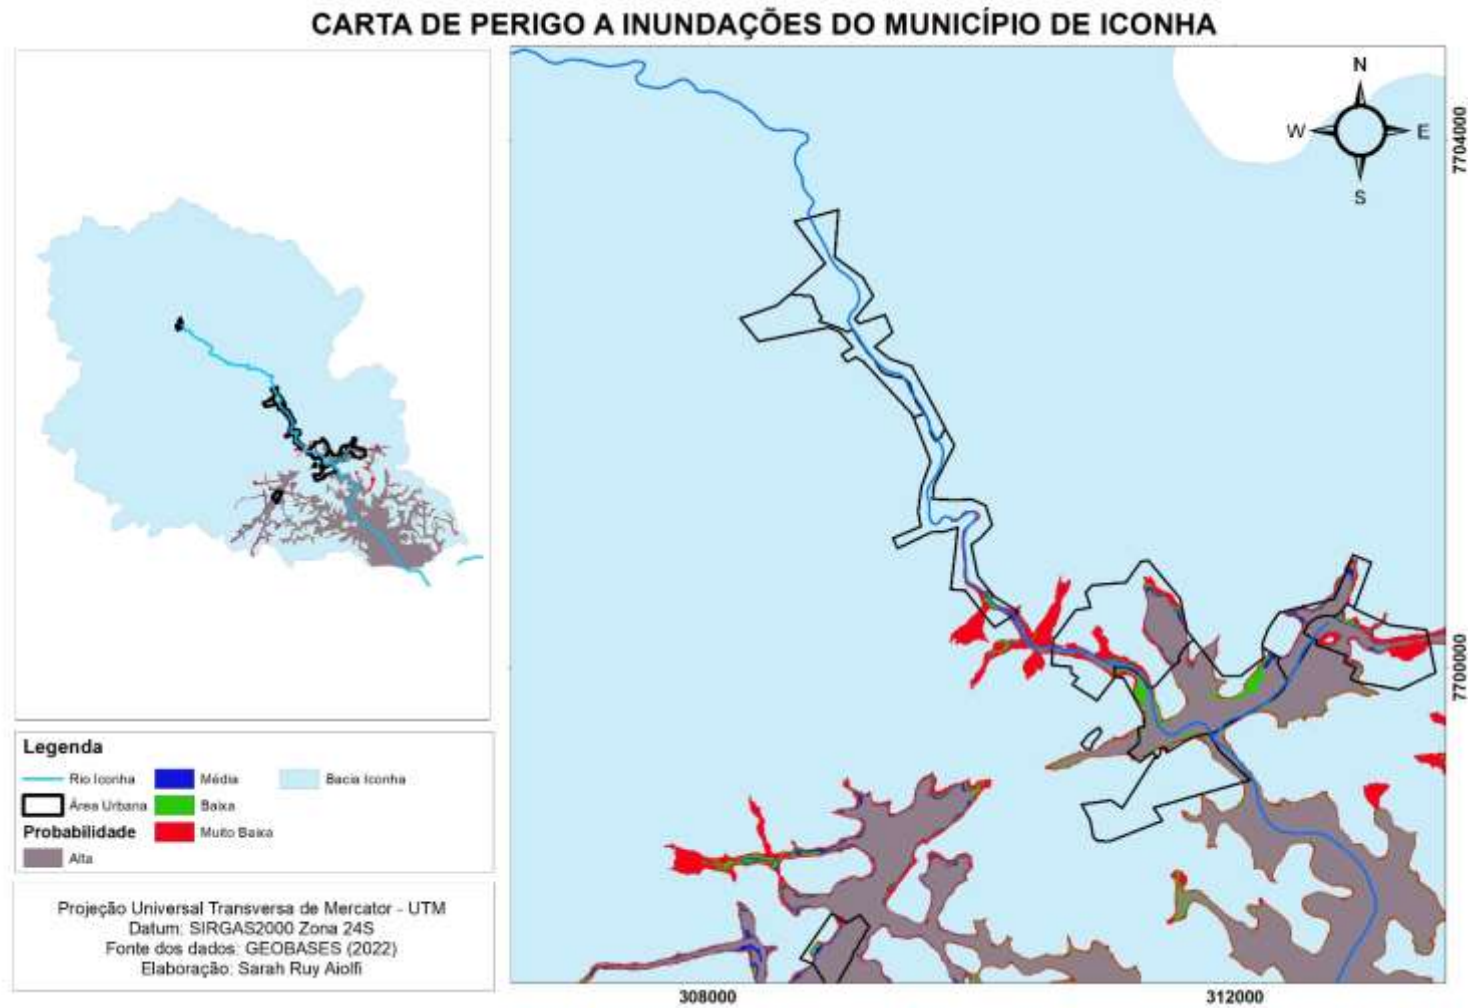 CARTA DE PERIGO A INUNDAÇÕES DO MUNICÍPIO DE ICONHA
N
W
E
S
7704000
7700000
308000
312000
Legenda
Rio Iconha
Média
Bacia Iconha
Área Urbana
Baixa
Probabilidade
Muito Baixa
Alta
Projeção Universal Transversa de Mercator - UTM
Datum: SIRGAS2000 Zona 24S
Fonte dos dados: GEOBASES (2022)
Elaboração: Sarah Ruy Aiolfi